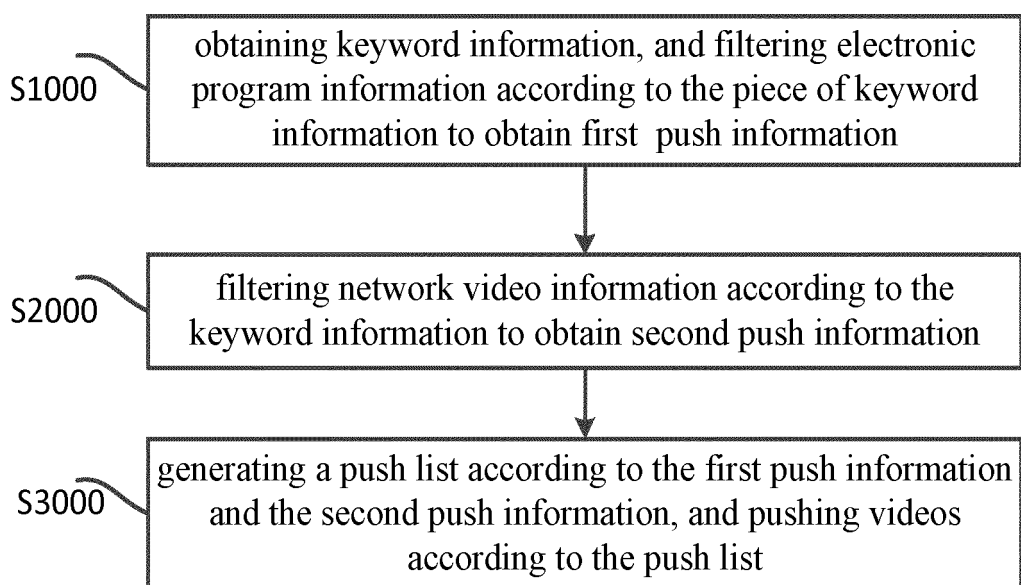 S1000
obtaining keyword information, and filtering electronic
program information according to the piece of keyword
information to obtain first push information
S2000
filtering network video information according to the
keyword information to obtain second push information
S3000
generating a push list according to the first push information
and the second push information, and pushing videos
according to the push list